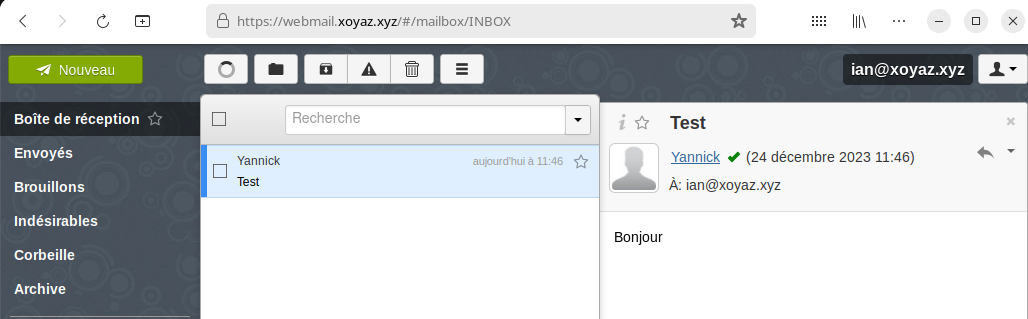 https://webmail.xoyaz.xyz/#/mailbox/INBOX
Nouveau
ian@xoyaz.xyz
Boîte de réception
Envoyés
Brouillons
Indésirables
Corbeille
Archive
Recherche
Yannick
aujourd'hui à 11:46
Test
Test
Yannick (24 décembre 2023 11:46)
À: ian@xoyaz.xyz
Bonjour